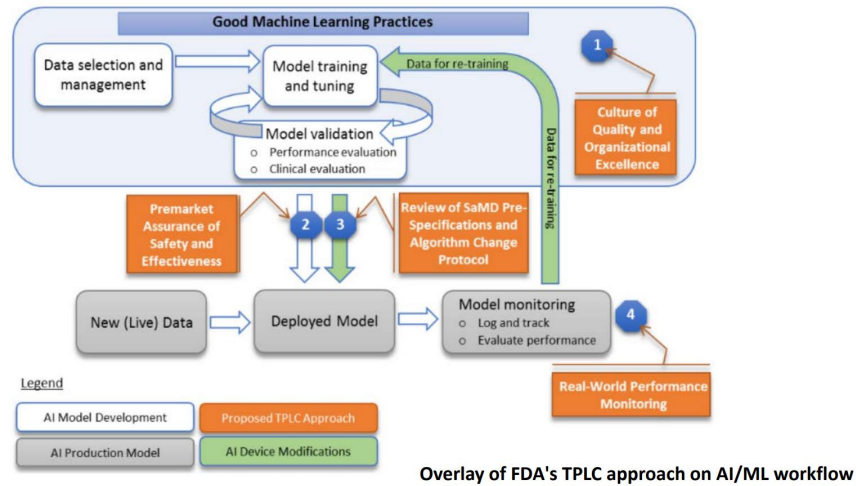 Good Machine Learning Practices
Data selection and
management
Model training
and tuning
Data for re-training
1
Culture of
Quality and
Organizational
Excellence
Model validation
o Performance evaluation
o Clinical evaluation
Data for re-training
Premarket
Assurance of
Safety and
Effectiveness
2
3
Review of SaMD Pre-
Specifications and
Algorithm Change
Protocol
New (Live) Data
Deployed Model
Model monitoring
o Log and track
o Evaluate performance
4
Real-World Performance
Monitoring
Legend
AI Model Development
Proposed TPLC Approach
AI Production Model
AI Device Modifications
Overlay of FDA's TPLC approach on AI/ML workflow